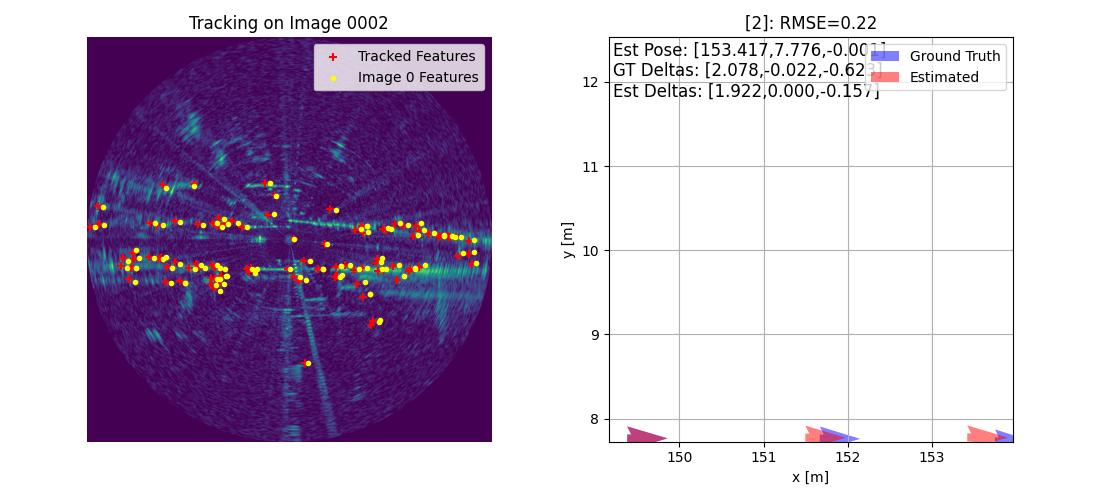 Tracking on Image 0002
Tracked Features
Image 0 Features
[2]: RMSE=0.22
Est Pose: [153.417,7.776,-0.001]
GT Deltas: [2.078,-0.022,-0.623]
Est Deltas: [1.922,0.000,-0.157]
Ground Truth
Estimated
12
11
10
9
8
y [m]
150
151
152
153
x [m]